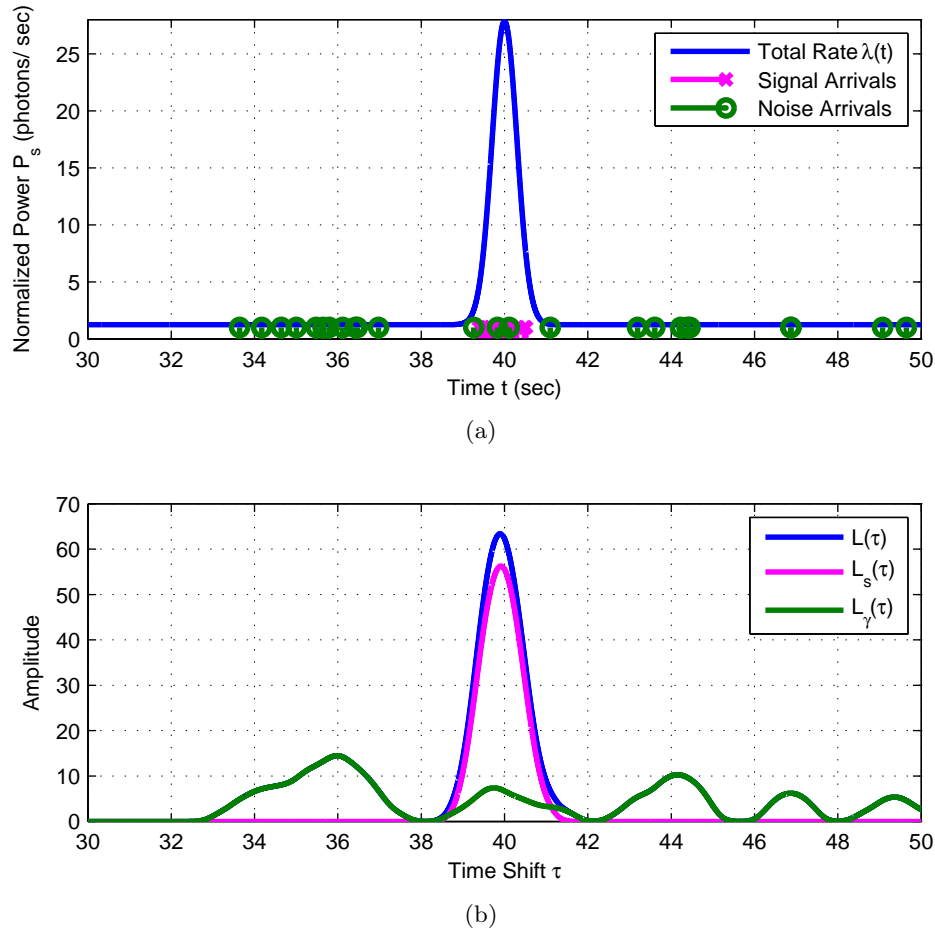 Normalized Power P_s (photons/ sec)
25
20
15
10
5
0
Total Rate λ(t)
Signal Arrivals
Noise Arrivals
30 32 34 36 38 40 42 44 46 48 50
Time t (sec)
(a)
Amplitude
70
60
50
40
30
20
10
0
L(τ)
L_s(τ)
L_γ(τ)
30 32 34 36 38 40 42 44 46 48 50
Time Shift τ
(b)